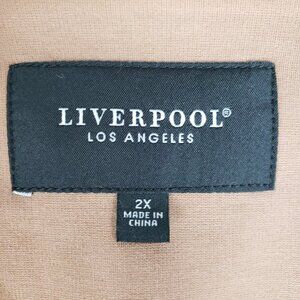 LIVERPOOL®
LOS ANGELES
2X
MADE IN
CHINA